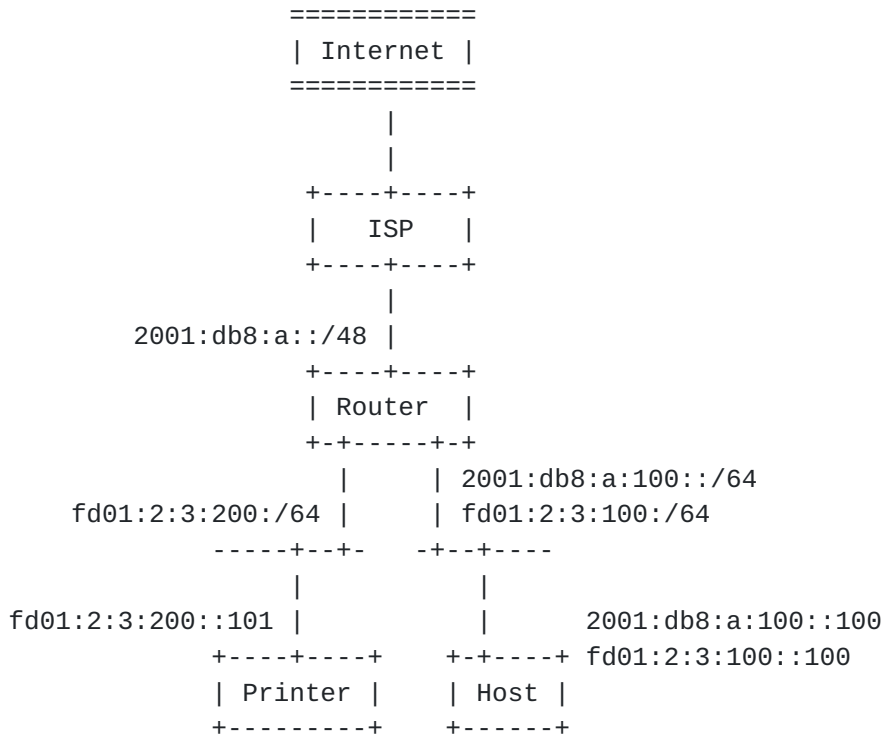 ============
| Internet |
============
|
|
+----+----+
|   ISP   |
+----+----+
|
2001:db8:a::/48 |
+----+----+
| Router  |
+-+-----+-+
|     | 2001:db8:a:100::/64
fd01:2:3:200:/64 |     | fd01:2:3:100:/64
-----+--+-   -+--+----
|           |
fd01:2:3:200::101 |           |      2001:db8:a:100::100
+----+----+    +-+----+ fd01:2:3:100::100
| Printer |    | Host |
+---------+    +------+